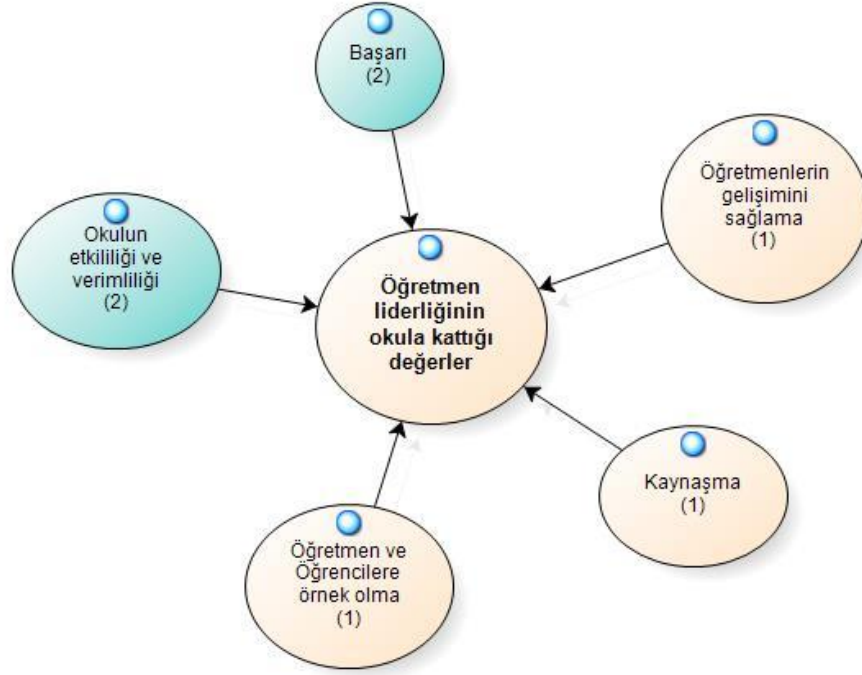 Başarı
(2)
Öğretmenlerin
gelişimini
sağlama
(1)
Okulun
etkililiği ve
verimliliği
(2)
Öğretmen
liderliğinin
okula kattığı
değerler
Kaynaşma
(1)
Öğretmen ve
Öğrencilere
örnek olma
(1)